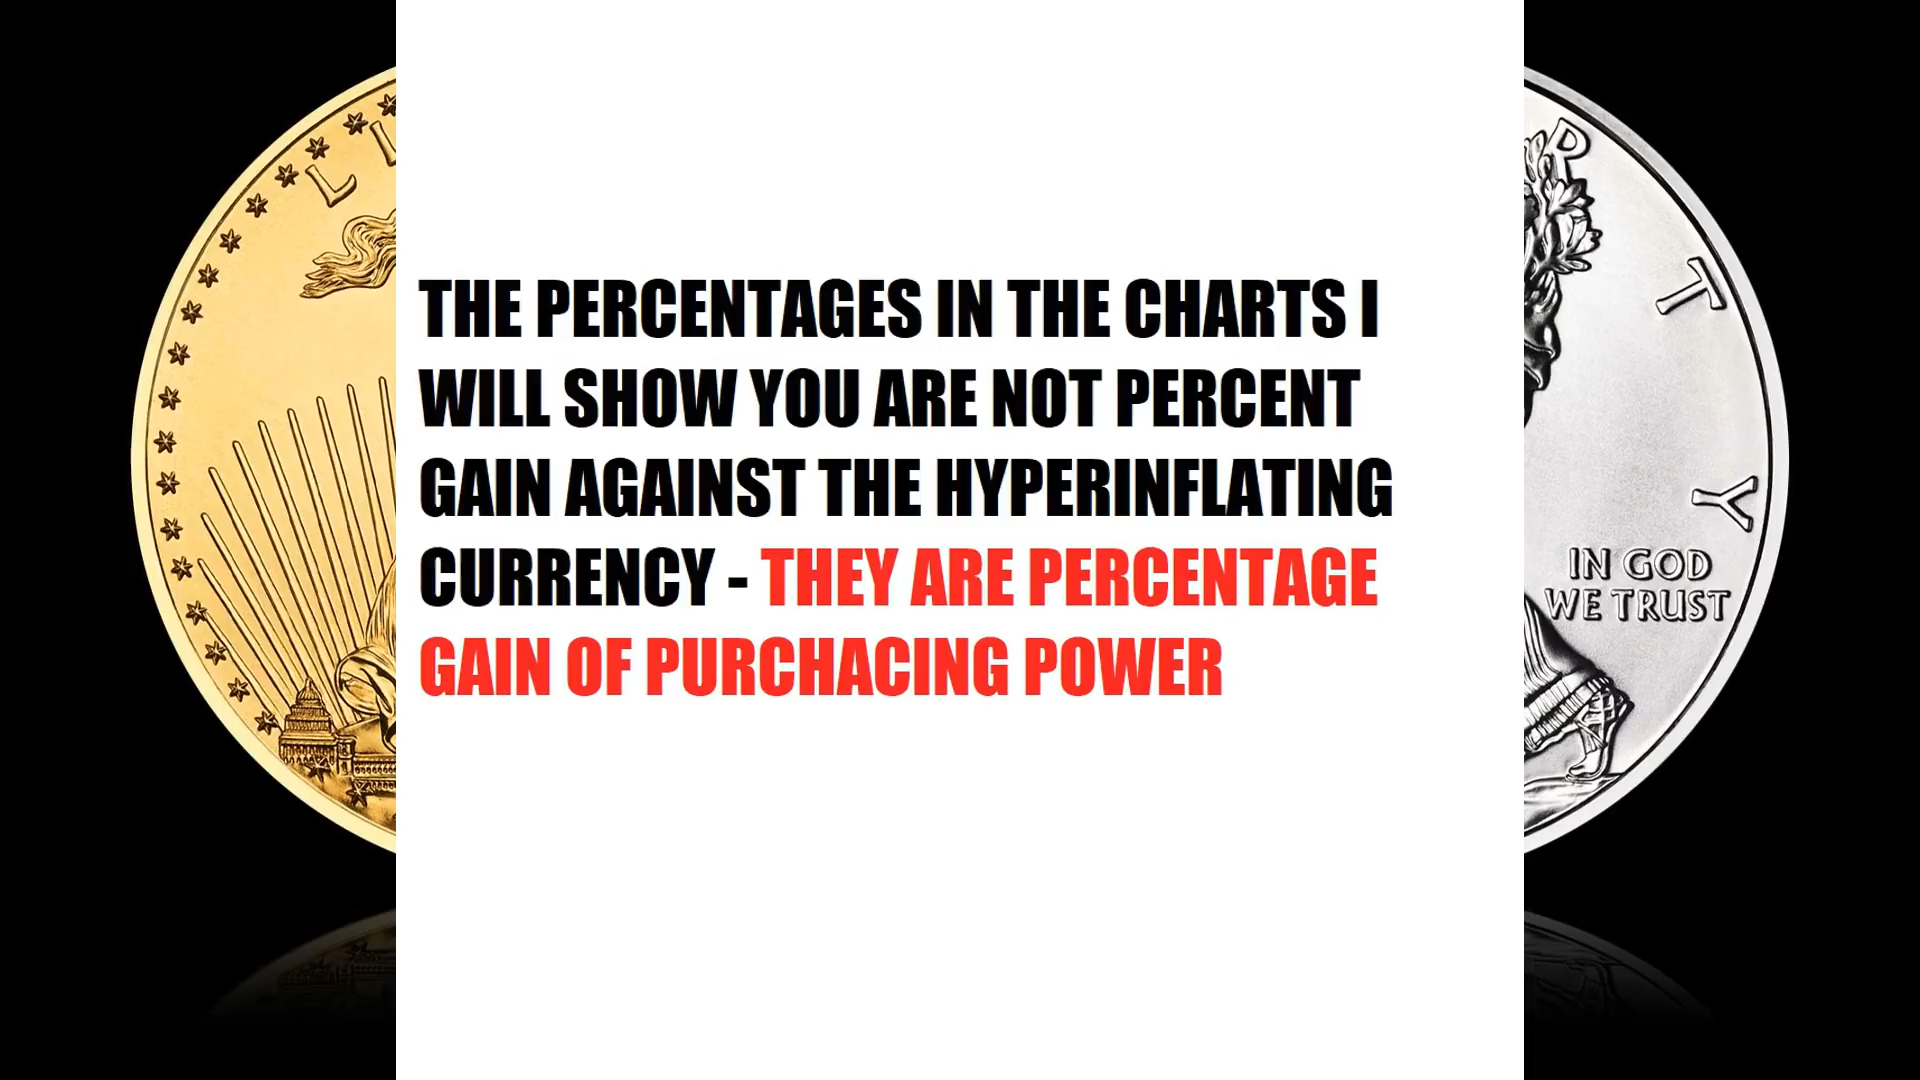 THE PERCENTAGES IN THE CHARTS I
WILL SHOW YOU ARE NOT PERCENT
GAIN AGAINST THE HYPERINFLATING
CURRENCY - THEY ARE PERCENTAGE
GAIN OF PURCHACING POWER
L I
R
T
Y
IN GOD
WE TRUST